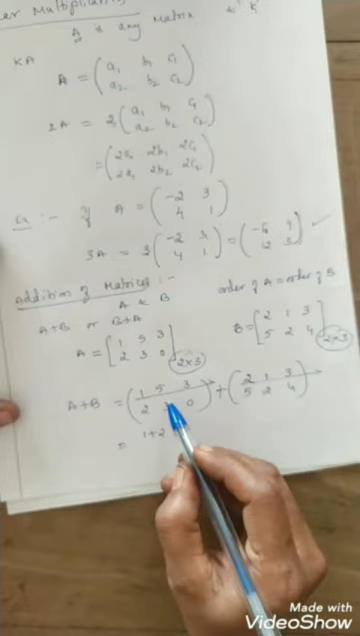 Multiplication
A is any Matrix
KA
A = ( a₁ b₁ c₁
a₂ b₂ c₂ )
2A = 2 ( a₁ b₁ c₁
a₂ b₂ c₂ )
= ( 2a₁ 2b₁ 2c₁
2a₂ 2b₂ 2c₂ )
Ex :- If A = ( -2 3
4 1 )
3A = 3 ( -2 3
4 1 ) = ( -6 9
12 3 ) ✓
Addition of Matrices :-
A & B order of A = order of B
A+B or B+A
A = [ 1 5 3
2 3 0 ] 2×3
B = [ 2 1 3
5 2 4 ] 2×3
A+B = ( 1 5 3
2 3 0 ) + ( 2 1 3
5 2 4 )
= 1+2
Made with
VideoShow